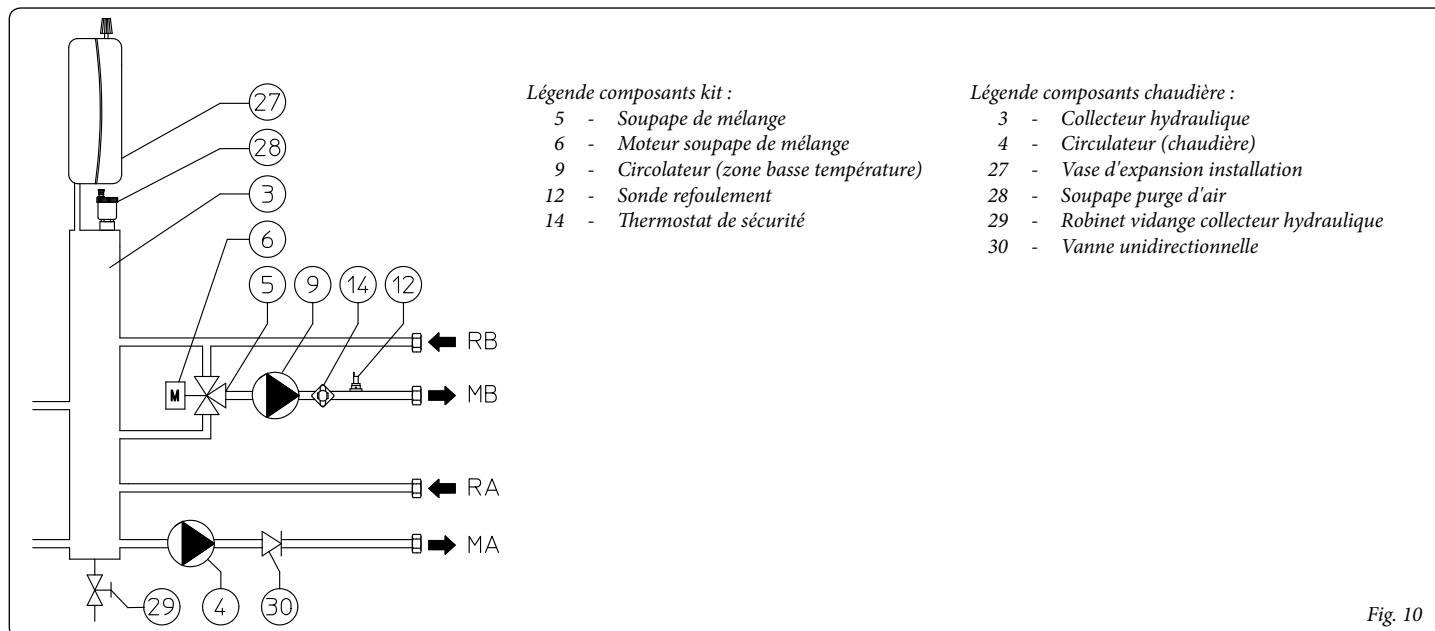 27
28
3
6
5
9
14
12
RB
M
MB
RA
MA
29
4
30
Légende composants kit :
5 - Soupape de mélange
6 - Moteur soupape de mélange
9 - Circolateur (zone basse température)
12 - Sonde refoulement
14 - Thermostat de sécurité
Légende composants chaudière :
3 - Collecteur hydraulique
4 - Circulateur (chaudière)
27 - Vase d'expansion installation
28 - Soupape purge d'air
29 - Robinet vidange collecteur hydraulique
30 - Vanne unidirectionnelle
Fig. 10